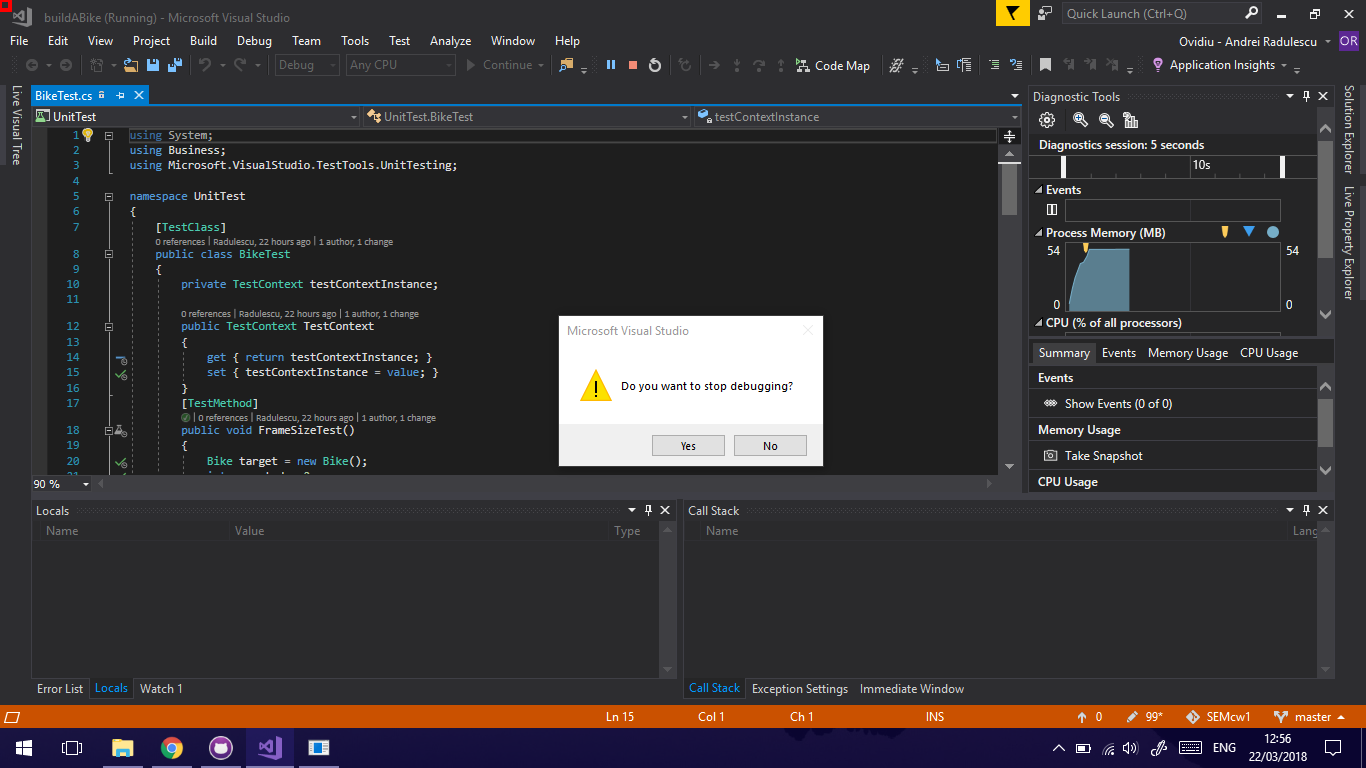 buildABike (Running) - Microsoft Visual Studio
Quick Launch (Ctrl+Q)
File Edit View Project Build Debug Team Tools Test Analyze Window Help
Ovidiu - Andrei Radulescu OR
Debug Any CPU Continue Code Map Application Insights
Live Visual Tree
BikeTest.cs
UnitTest UnitTest.BikeTest testContextInstance
1 using System;
2 using Business;
3 using Microsoft.VisualStudio.TestTools.UnitTesting;
4
5 namespace UnitTest
6 {
7 [TestClass]
0 references | Radulescu, 22 hours ago | 1 author, 1 change
8 public class BikeTest
9 {
10 private TestContext testContextInstance;
11
0 references | Radulescu, 22 hours ago | 1 author, 1 change
12 public TestContext TestContext
13 {
14 get { return testContextInstance; }
15 set { testContextInstance = value; }
16 }
17 [TestMethod]
| 0 references | Radulescu, 22 hours ago | 1 author, 1 change
18 public void FrameSizeTest()
19 {
20 Bike target = new Bike();
90 %
Microsoft Visual Studio
Do you want to stop debugging?
Yes No
Diagnostic Tools
Diagnostics session: 5 seconds
10s
Events
Process Memory (MB)
54 54
0 0
CPU (% of all processors)
Summary Events Memory Usage CPU Usage
Events
Show Events (0 of 0)
Memory Usage
Take Snapshot
CPU Usage
Solution Explorer
Live Property Explorer
Locals
Name Value Type
Call Stack
Name Lang
Error List Locals Watch 1
Call Stack Exception Settings Immediate Window
Ln 15 Col 1 Ch 1 INS 0 99* SEMcw1 master
ENG
12:56
22/03/2018